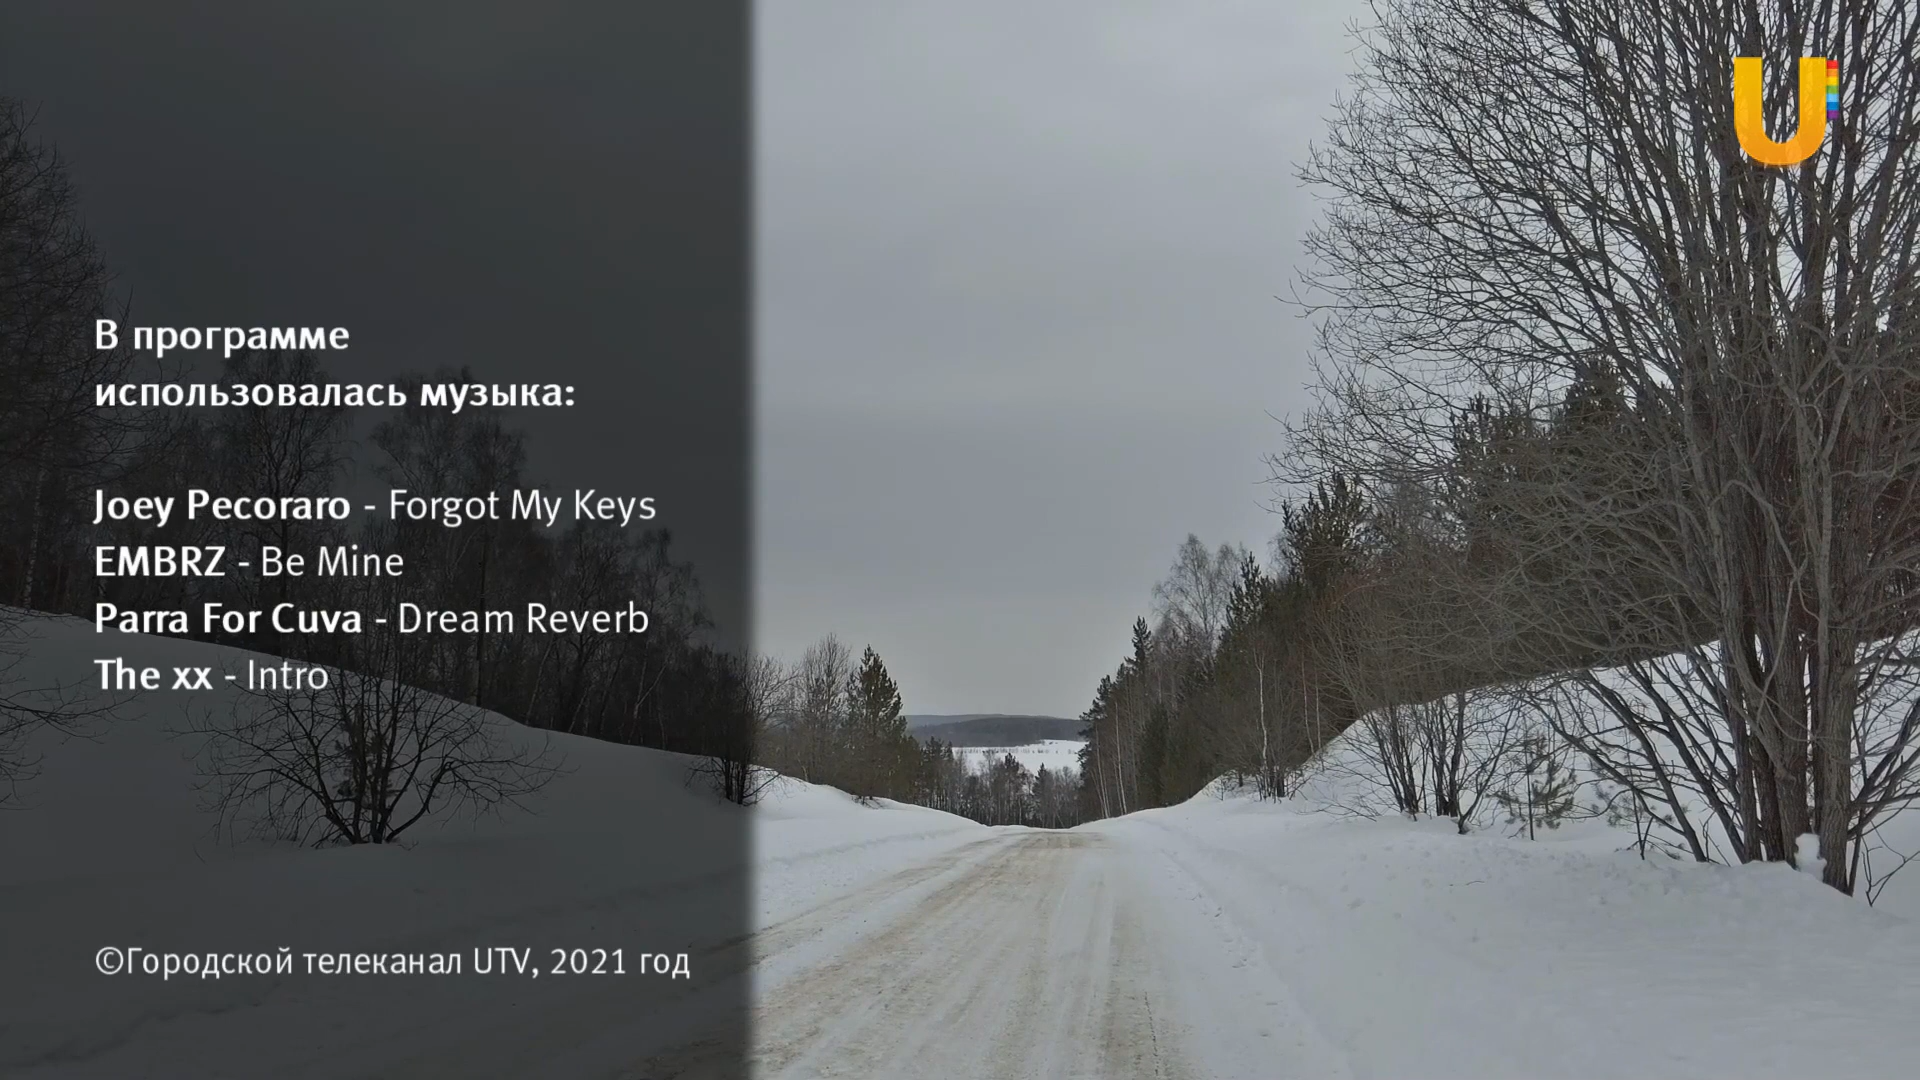 В программе
использовалась музыка:
Joey Pecoraro - Forgot My Keys
EMBRZ - Be Mine
Parra For Cuva - Dream Reverb
The xx - Intro
©Городской телеканал UTV, 2021 год
U